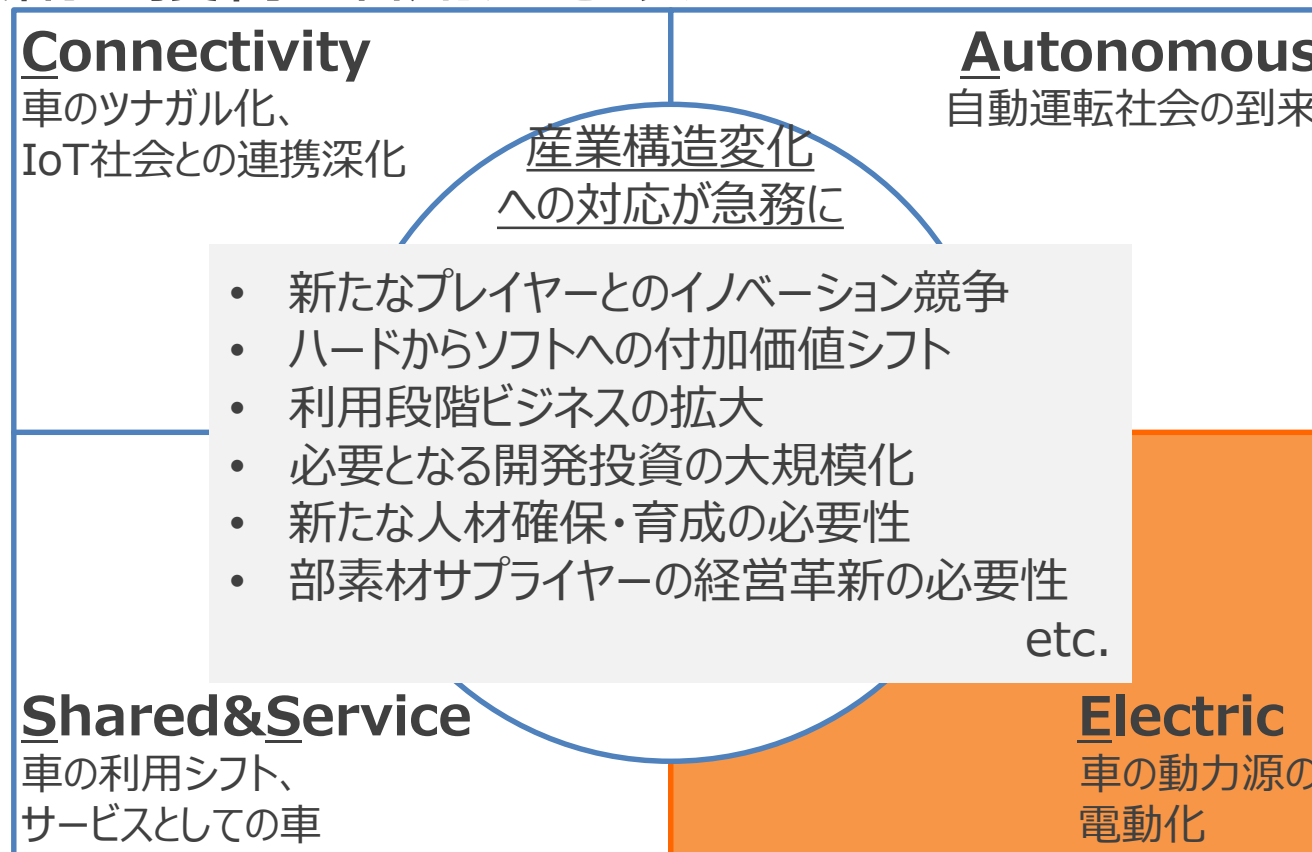 Connectivity
車のツナガル化、
IoT社会との連携深化
Autonomous
自動運転社会の到来
産業構造変化
への対応が急務に
• 新たなプレイヤーとのイノベーション競争
• ハードからソフトへの付加価値シフト
• 利用段階ビジネスの拡大
• 必要となる開発投資の大規模化
• 新たな人材確保・育成の必要性
• 部素材サプライヤーの経営革新の必要性
etc.
Shared&Service
車の利用シフト、
サービスとしての車
Electric
車の動力源の
電動化